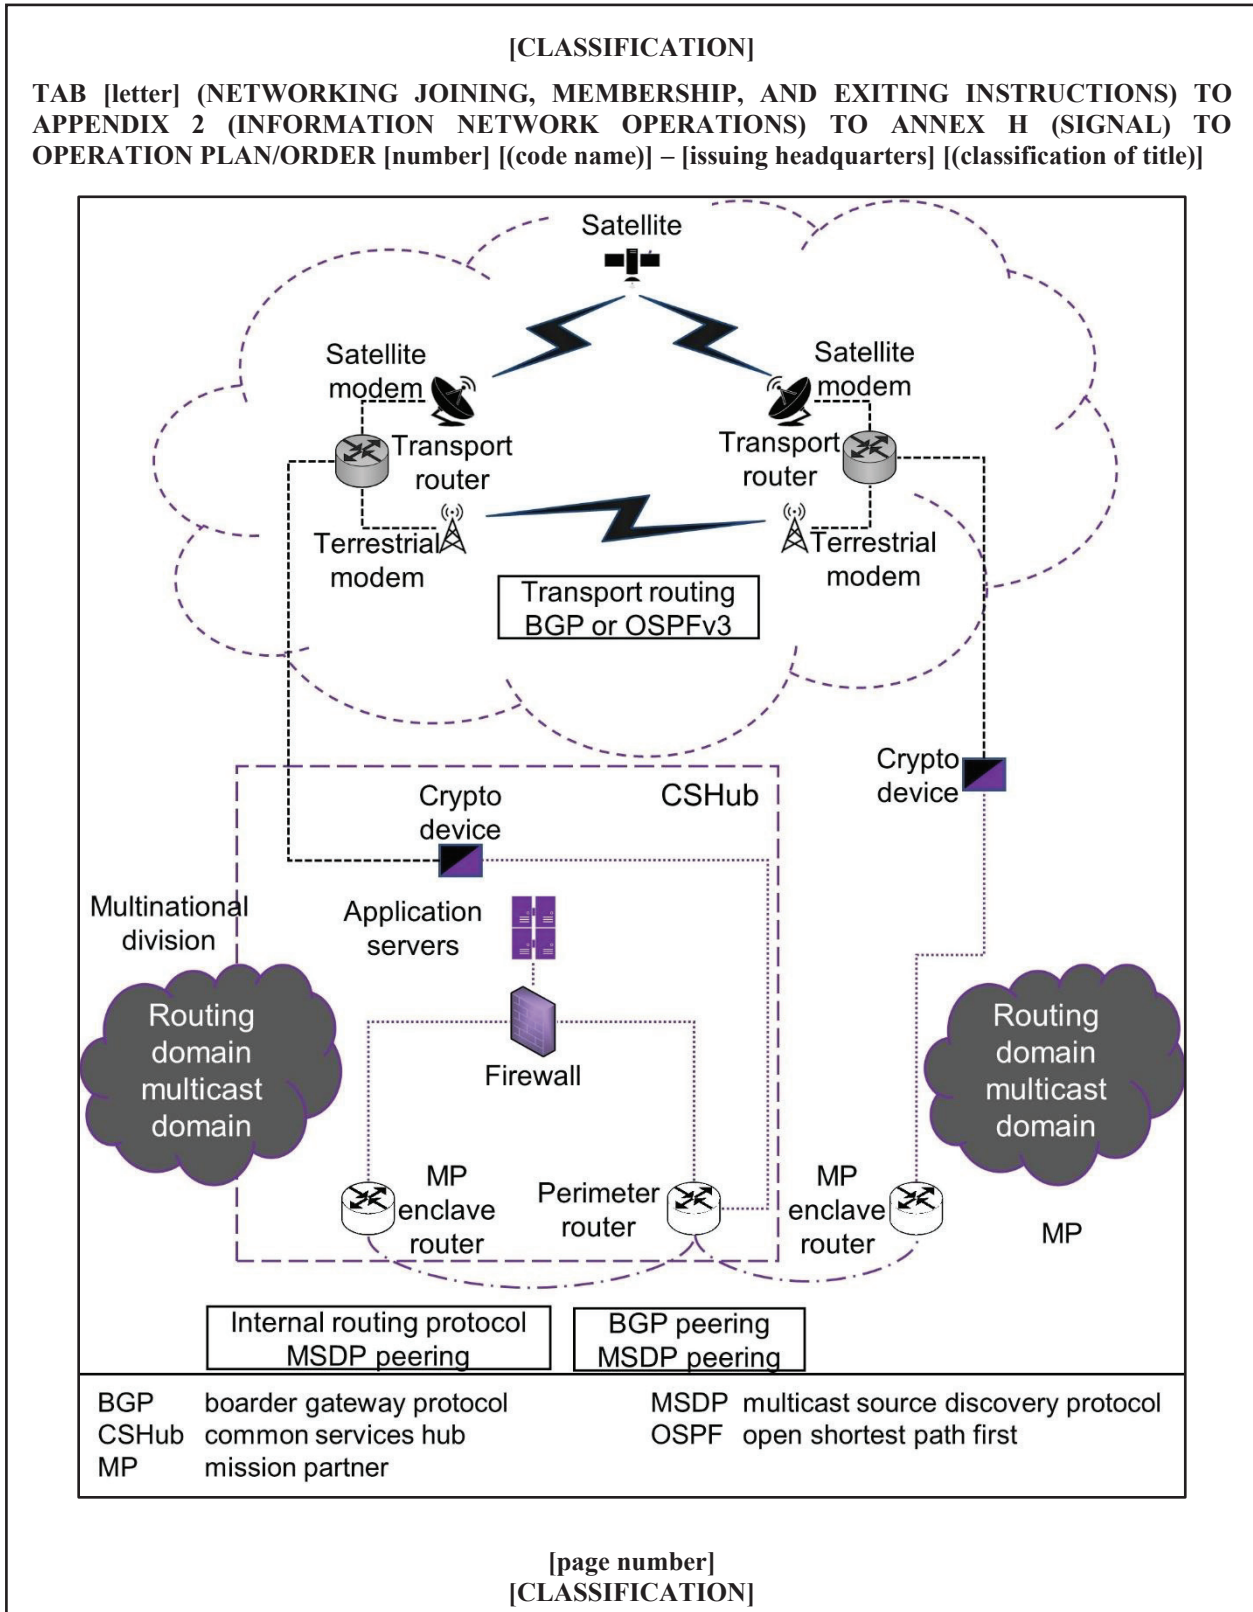 [CLASSIFICATION]
TAB [letter] (NETWORKING JOINING, MEMBERSHIP, AND EXITING INSTRUCTIONS) TO
APPENDIX 2 (INFORMATION NETWORK OPERATIONS) TO ANNEX H (SIGNAL) TO
OPERATION PLAN/ORDER [number] [(code name)] – [issuing headquarters] [(classification of title)]
Satellite
Satellite
modem
Satellite
modem
Transport
router
Transport
router
Terrestrial
modem
Terrestrial
modem
Transport routing
BGP or OSPFv3
Crypto
device
CSHub
Crypto
device
Multinational
division
Application
servers
Routing
domain
multicast
domain
Firewall
Routing
domain
multicast
domain
MP
enclave
router
Perimeter
router
MP
enclave
router
MP
Internal routing protocol
MSDP peering
BGP peering
MSDP peering
BGP boarder gateway protocol
CSHub common services hub
MP mission partner
MSDP multicast source discovery protocol
OSPF open shortest path first
[page number]
[CLASSIFICATION]